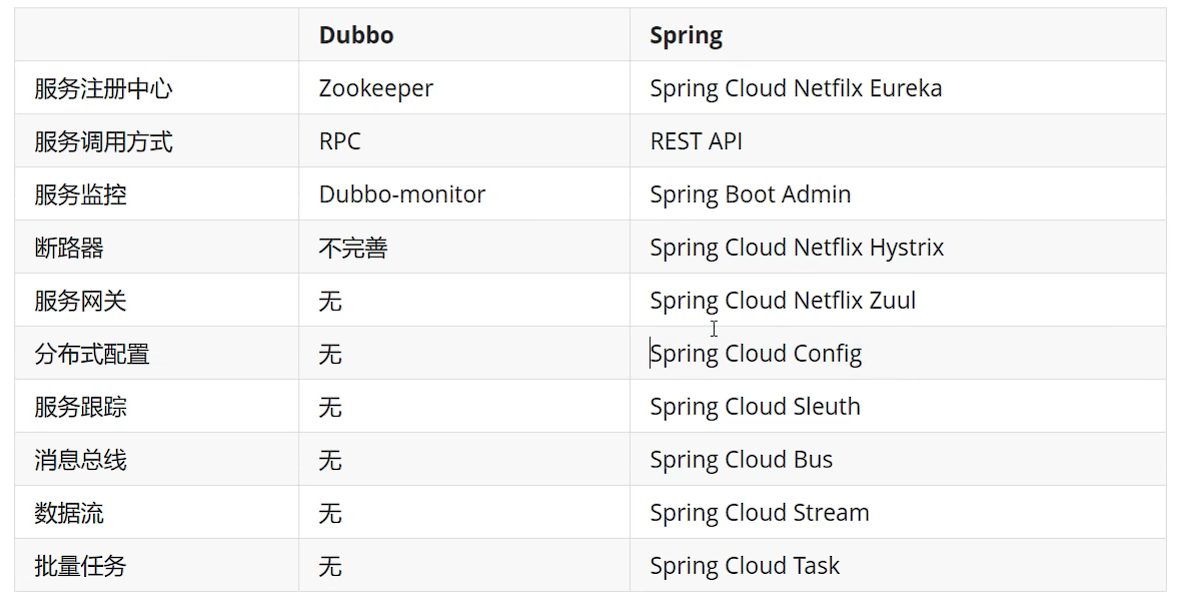 Dubbo Spring
服务注册中心 Zookeeper Spring Cloud Netfilx Eureka
服务调用方式 RPC REST API
服务监控 Dubbo-monitor Spring Boot Admin
断路器 不完善 Spring Cloud Netflix Hystrix
服务网关 无 Spring Cloud Netflix Zuul
分布式配置 无 Spring Cloud Config
服务跟踪 无 Spring Cloud Sleuth
消息总线 无 Spring Cloud Bus
数据流 无 Spring Cloud Stream
批量任务 无 Spring Cloud Task